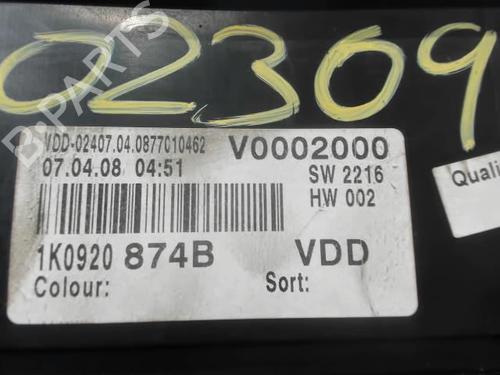 02309
B-PARTS
VDD-02407.04.0877010462
V0002000
07.04.08 04:51
SW 2216
HW 002
1K0920 874B
VDD
Colour:
Sort:
Quali